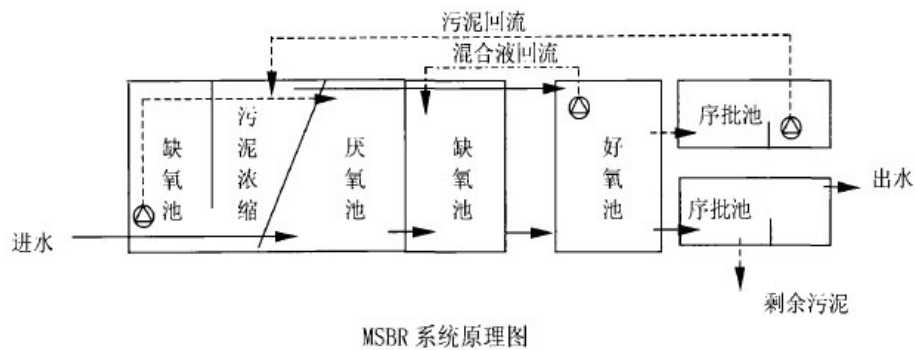 污泥回流
混合液回流
缺氧池
污泥浓缩
厌氧池
缺氧池
好氧池
序批池
序批池
进水
出水
剩余污泥
MSBR 系统原理图